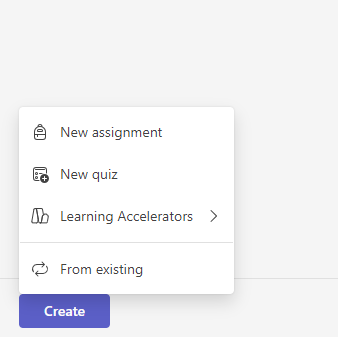 New assignment
New quiz
Learning Accelerators
From existing
Create